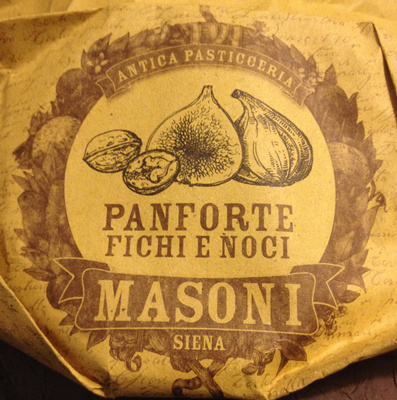 ANTICA PASTICCERIA
PANFORTE
FICHI E NOCI
MASONI
SIENA